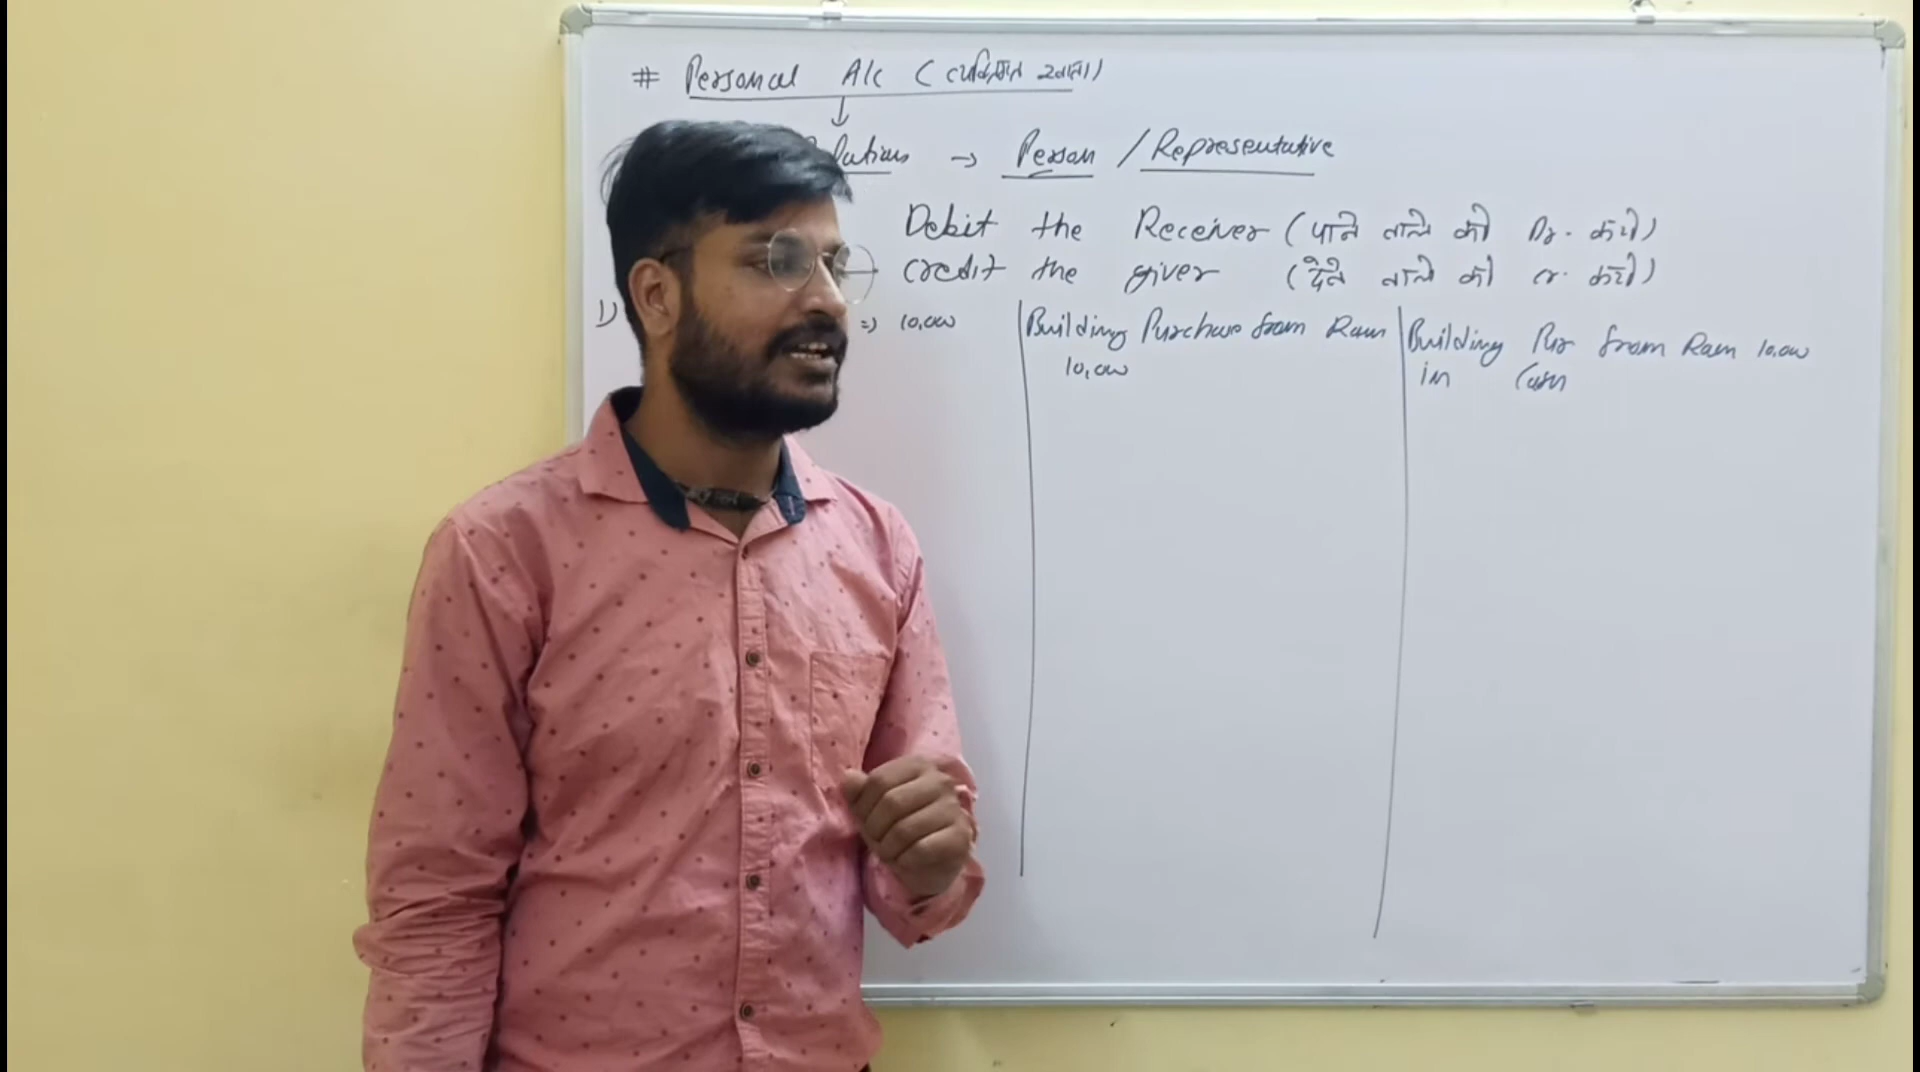 # Personal A/c (व्यक्तिगत खाता)
→ Person / Representative
Debit the Receiver (पाने वाले को Dr. करो)
Credit the giver (देने वाले को Cr. करो)
1) => 10,000
Building Purchase from Ram
10,000
Building Pur from Ram 10,000
in Cash